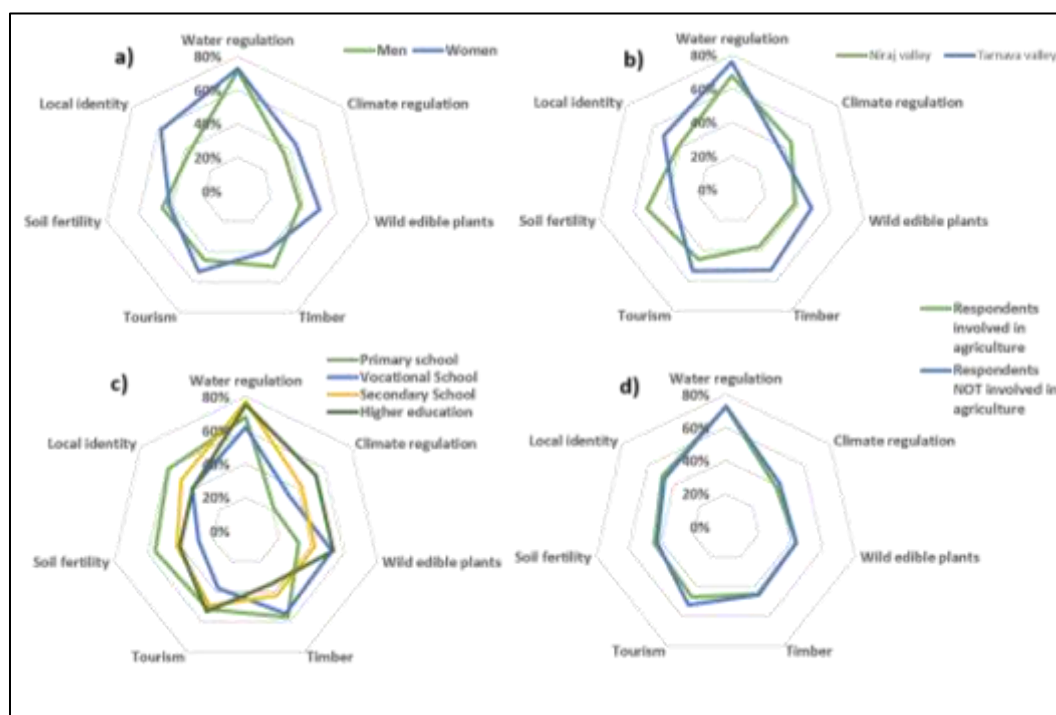 a)
Men
Women
Water regulation
80%
60%
40%
20%
0%
Climate regulation
Wild edible plants
Timber
Tourism
Soil fertility
Local identity
b)
Niraj valley
Tarnava valley
Water regulation
80%
60%
40%
20%
0%
Climate regulation
Wild edible plants
Timber
Tourism
Soil fertility
Local identity
c)
Primary school
Vocational School
Secondary School
Higher education
Water regulation
80%
60%
40%
20%
0%
Climate regulation
Wild edible plants
Timber
Tourism
Soil fertility
Local identity
d)
Respondents
involved in
agriculture
Respondents
NOT involved in
agriculture
Water regulation
80%
60%
40%
20%
0%
Climate regulation
Wild edible plants
Timber
Tourism
Soil fertility
Local identity